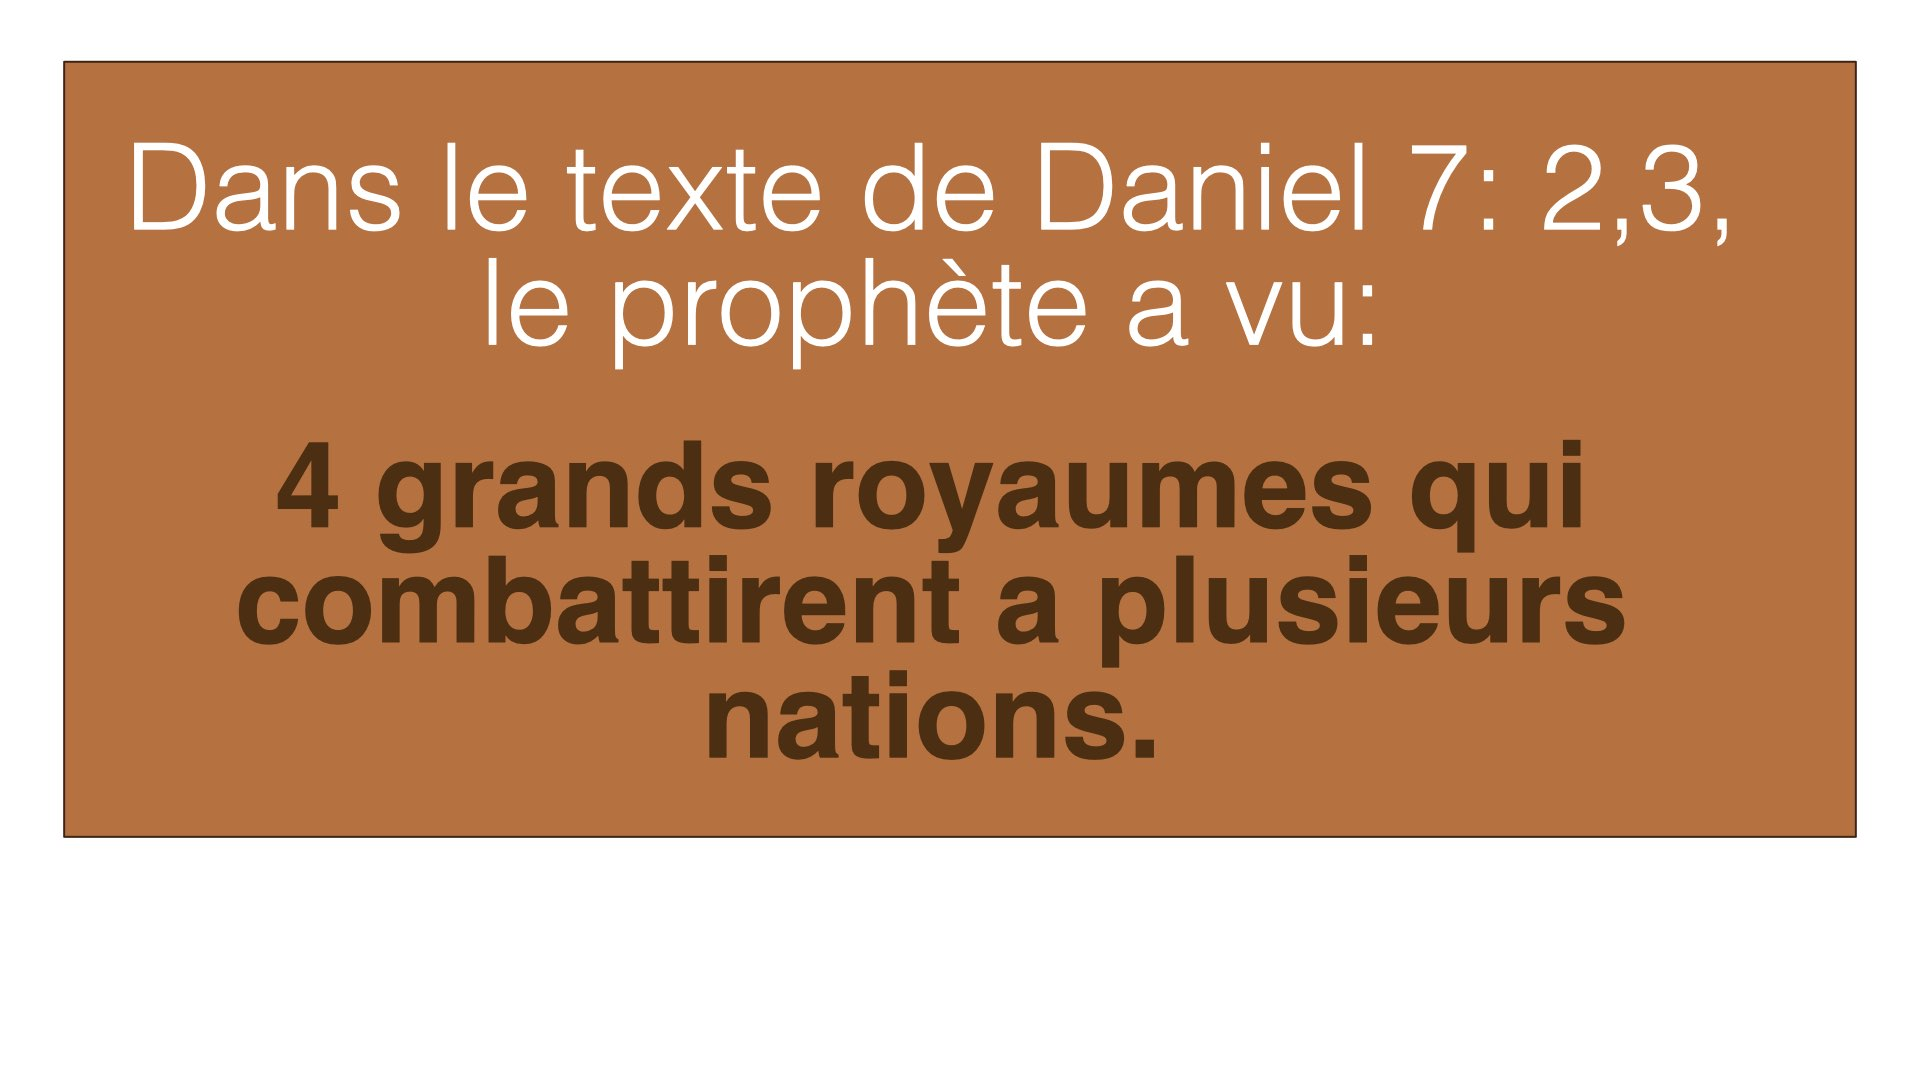 Dans le texte de Daniel 7: 2,3,
le prophète a vu:
4 grands royaumes qui
combattirent a plusieurs
nations.